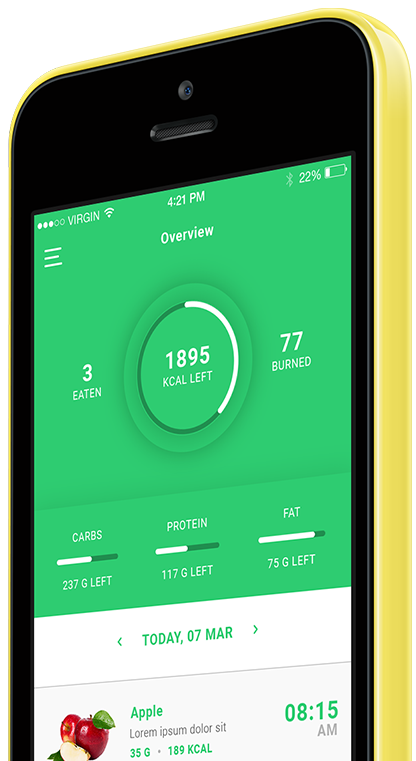 VIRGIN 4:21 PM 22%
Overview
3
EATEN
1895
KCAL LEFT
77
BURNED
CARBS
237 G LEFT
PROTEIN
117 G LEFT
FAT
75 G LEFT
‹ TODAY, 07 MAR ›
Apple
Lorem ipsum dolor sit
35 G • 189 KCAL
08:15
AM